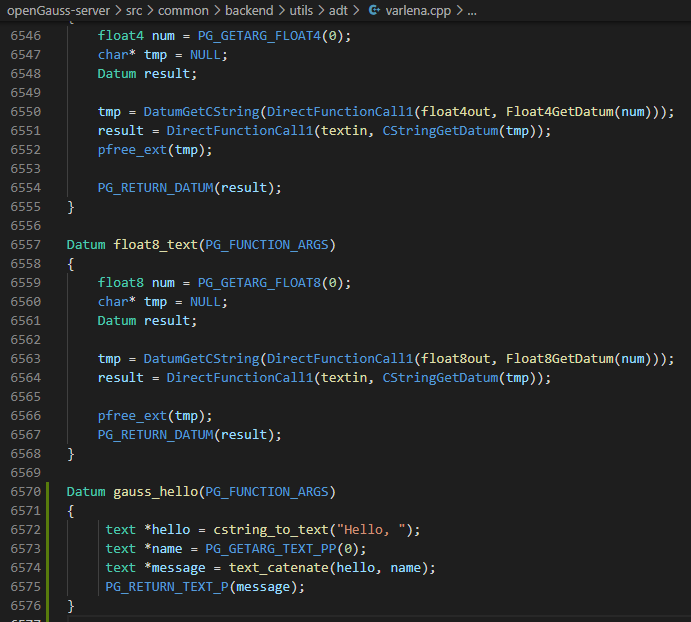 openGauss-server > src > common > backend > utils > adt > varlena.cpp > ...
6546 float4 num = PG_GETARG_FLOAT4(0);
6547 char* tmp = NULL;
6548 Datum result;
6549
6550 tmp = DatumGetCString(DirectFunctionCall1(float4out, Float4GetDatum(num)));
6551 result = DirectFunctionCall1(textin, CStringGetDatum(tmp));
6552 pfree_ext(tmp);
6553
6554 PG_RETURN_DATUM(result);
6555 }
6556
6557 Datum float8_text(PG_FUNCTION_ARGS)
6558 {
6559 float8 num = PG_GETARG_FLOAT8(0);
6560 char* tmp = NULL;
6561 Datum result;
6562
6563 tmp = DatumGetCString(DirectFunctionCall1(float8out, Float8GetDatum(num)));
6564 result = DirectFunctionCall1(textin, CStringGetDatum(tmp));
6565
6566 pfree_ext(tmp);
6567 PG_RETURN_DATUM(result);
6568 }
6569
6570 Datum gauss_hello(PG_FUNCTION_ARGS)
6571 {
6572 text *hello = cstring_to_text("Hello, ");
6573 text *name = PG_GETARG_TEXT_PP(0);
6574 text *message = text_catenate(hello, name);
6575 PG_RETURN_TEXT_P(message);
6576 }